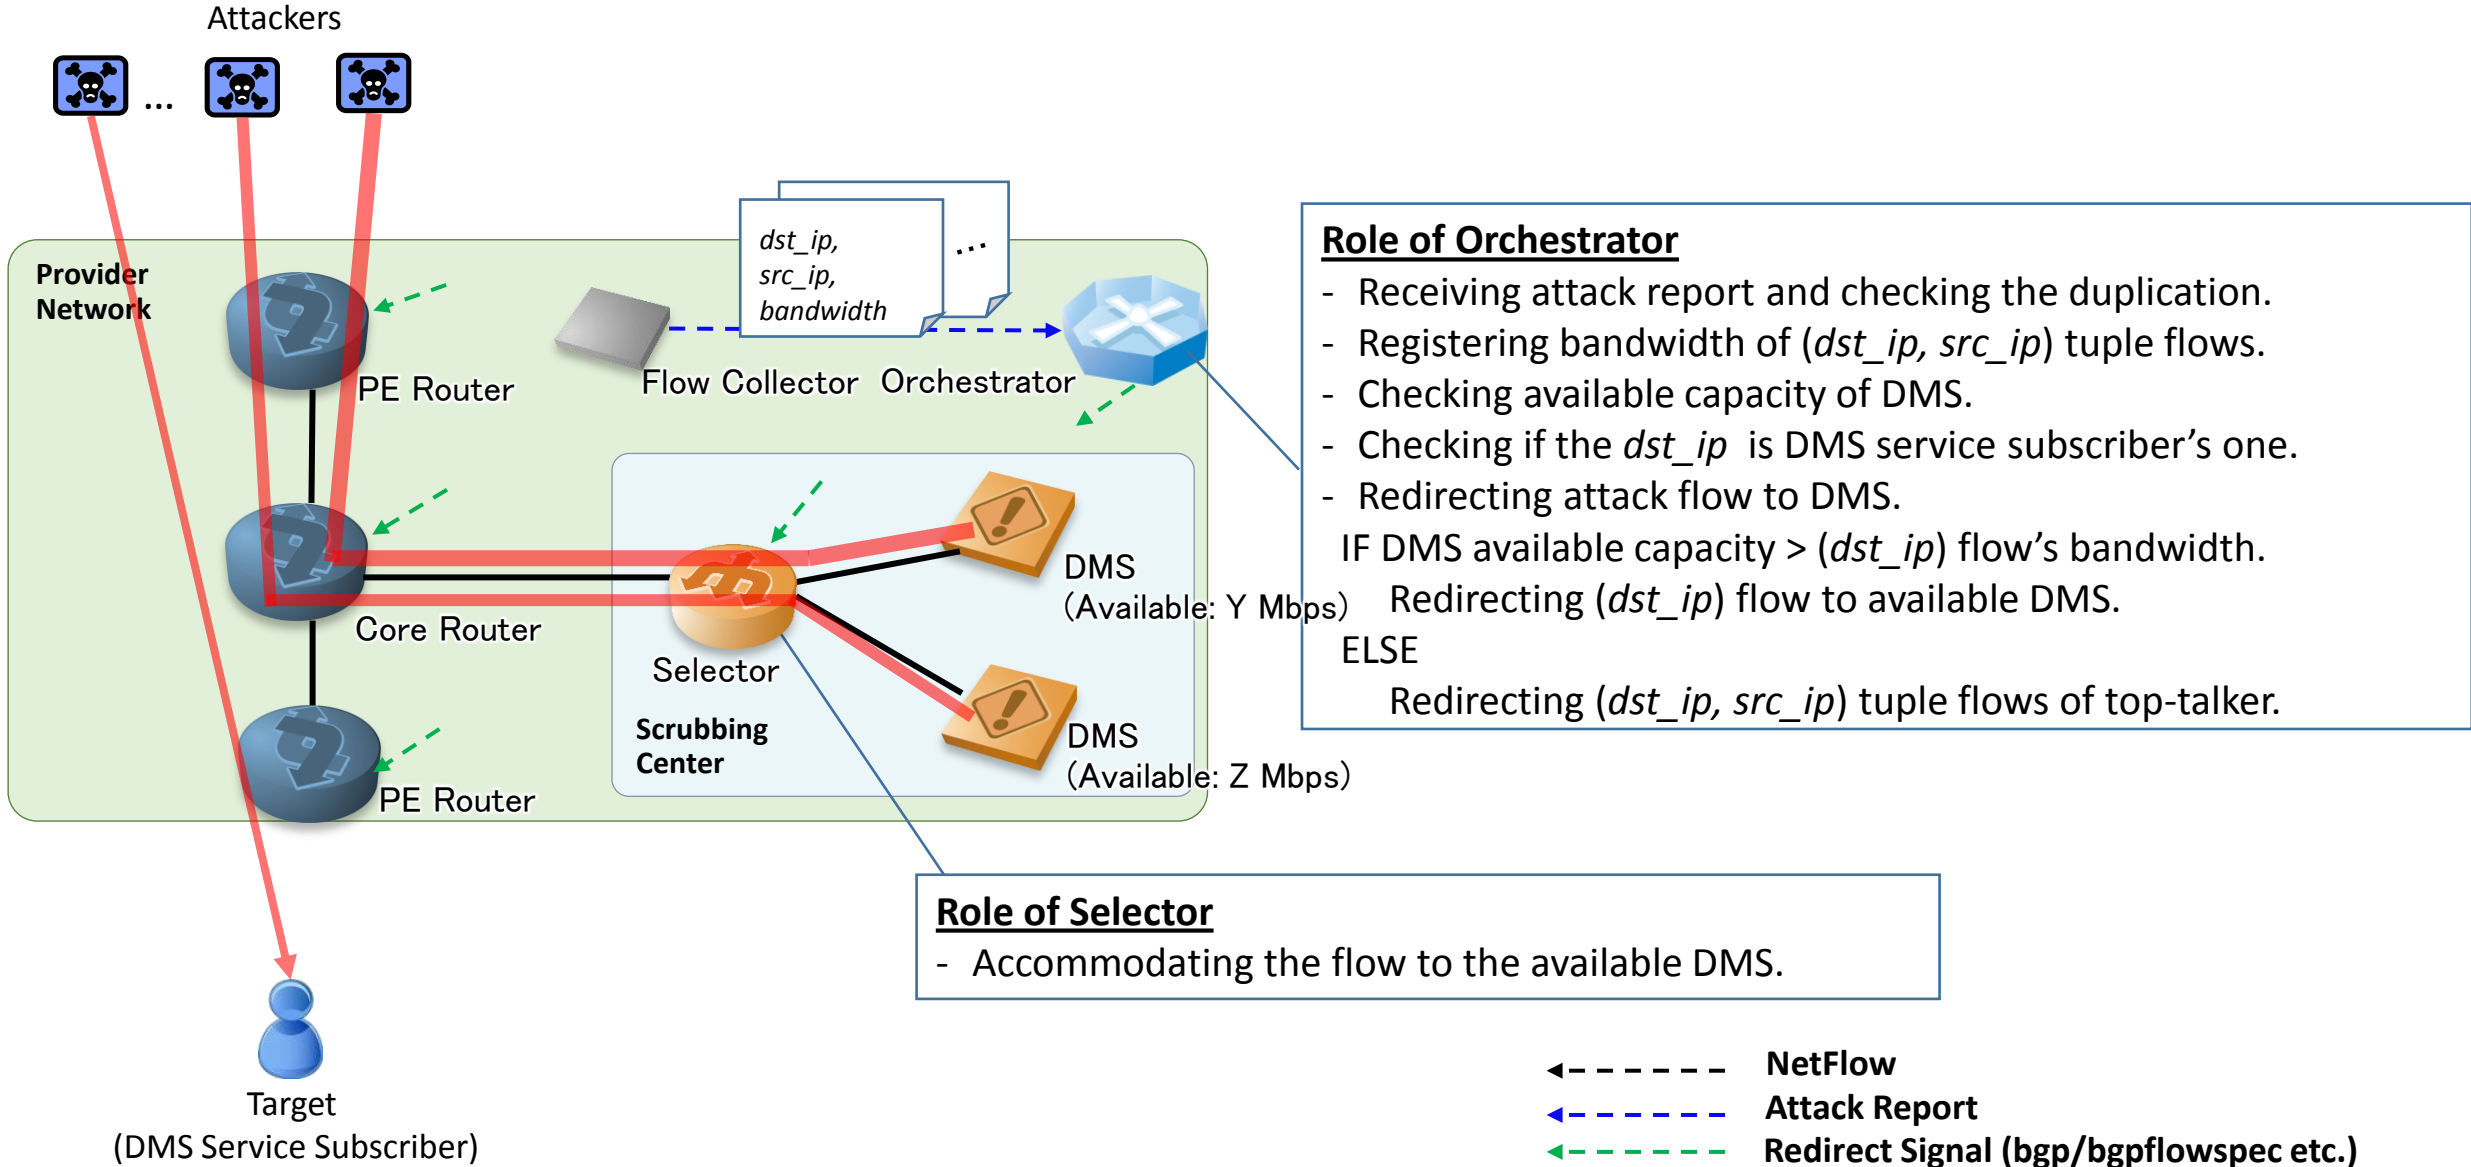 Attackers
...
dst_ip,
src_ip,
bandwidth
...
Provider
Network
PE Router
Flow Collector
Orchestrator
Core Router
Selector
Scrubbing
Center
DMS
(Available: Y Mbps)
DMS
(Available: Z Mbps)
PE Router
Role of Orchestrator
- Receiving attack report and checking the duplication.
- Registering bandwidth of (dst_ip, src_ip) tuple flows.
- Checking available capacity of DMS.
- Checking if the dst_ip is DMS service subscriber’s one.
- Redirecting attack flow to DMS.
IF DMS available capacity > (dst_ip) flow’s bandwidth.
Redirecting (dst_ip) flow to available DMS.
ELSE
Redirecting (dst_ip, src_ip) tuple flows of top-talker.
Role of Selector
- Accommodating the flow to the available DMS.
Target
(DMS Service Subscriber)
NetFlow
Attack Report
Redirect Signal (bgp/bgpflowspec etc.)